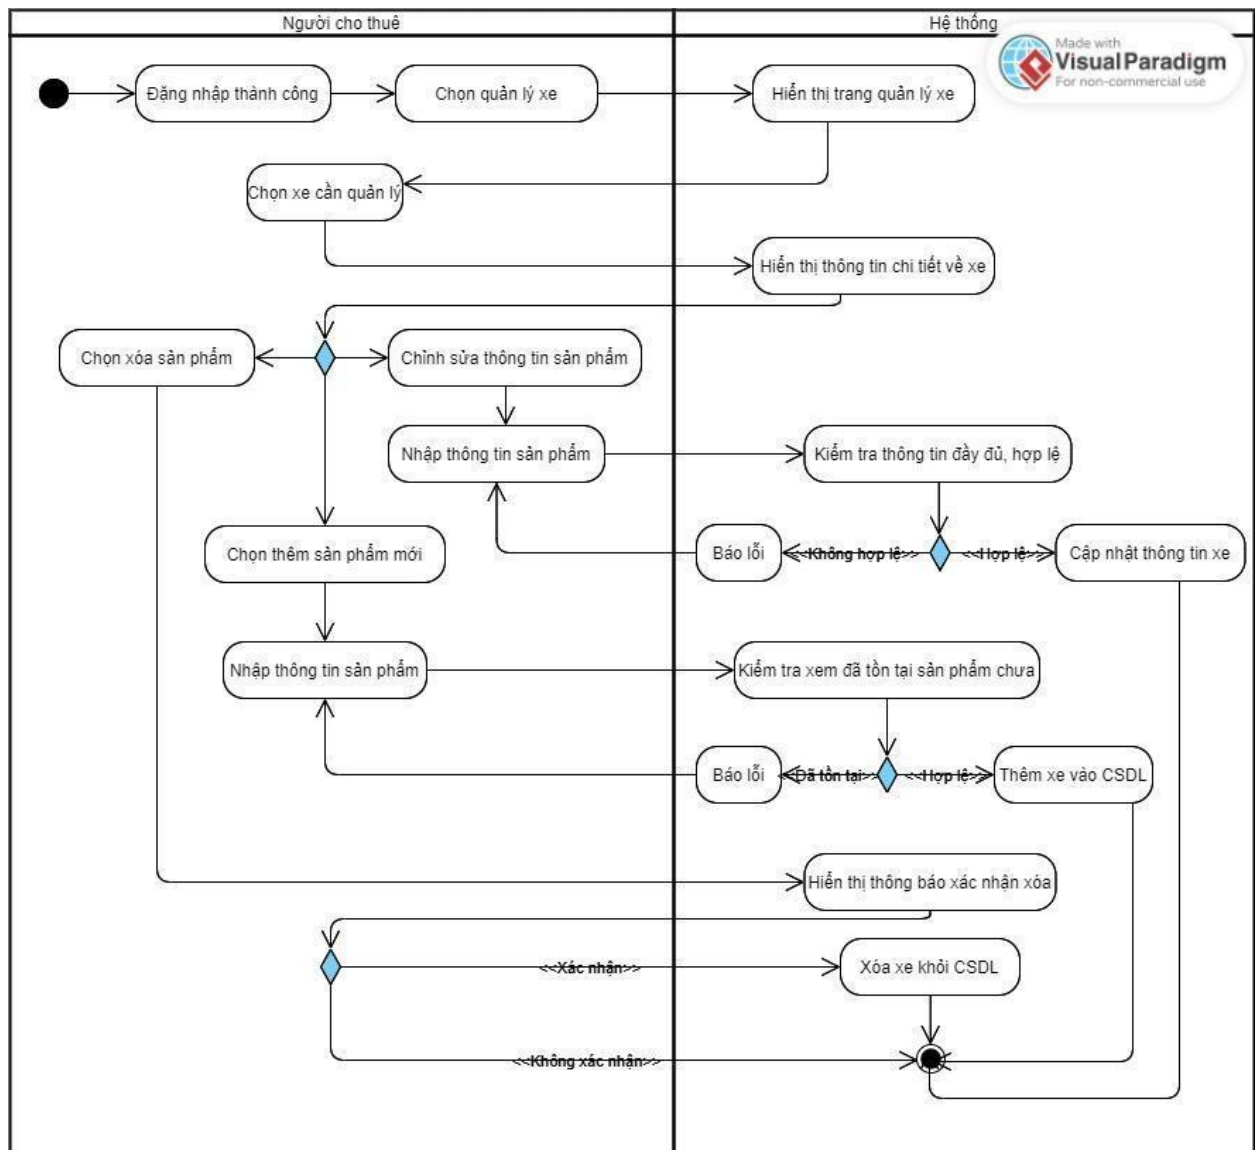 Người cho thuê
Hệ thống
Made with
Visual Paradigm
For non-commercial use
Đăng nhập thành công
Chọn quản lý xe
Hiển thị trang quản lý xe
Chọn xe cần quản lý
Hiển thị thông tin chi tiết về xe
Chọn xóa sản phẩm
Chỉnh sửa thông tin sản phẩm
Nhập thông tin sản phẩm
Kiểm tra thông tin đầy đủ, hợp lệ
Chọn thêm sản phẩm mới
Báo lỗi
<<Không hợp lệ>>
<<Hợp lệ>>
Cập nhật thông tin xe
Nhập thông tin sản phẩm
Kiểm tra xem đã tồn tại sản phẩm chưa
Báo lỗi
<<Đã tồn tại>>
<<Hợp lệ>>
Thêm xe vào CSDL
Hiển thị thông báo xác nhận xóa
<<Xác nhận>>
Xóa xe khỏi CSDL
<<Không xác nhận>>